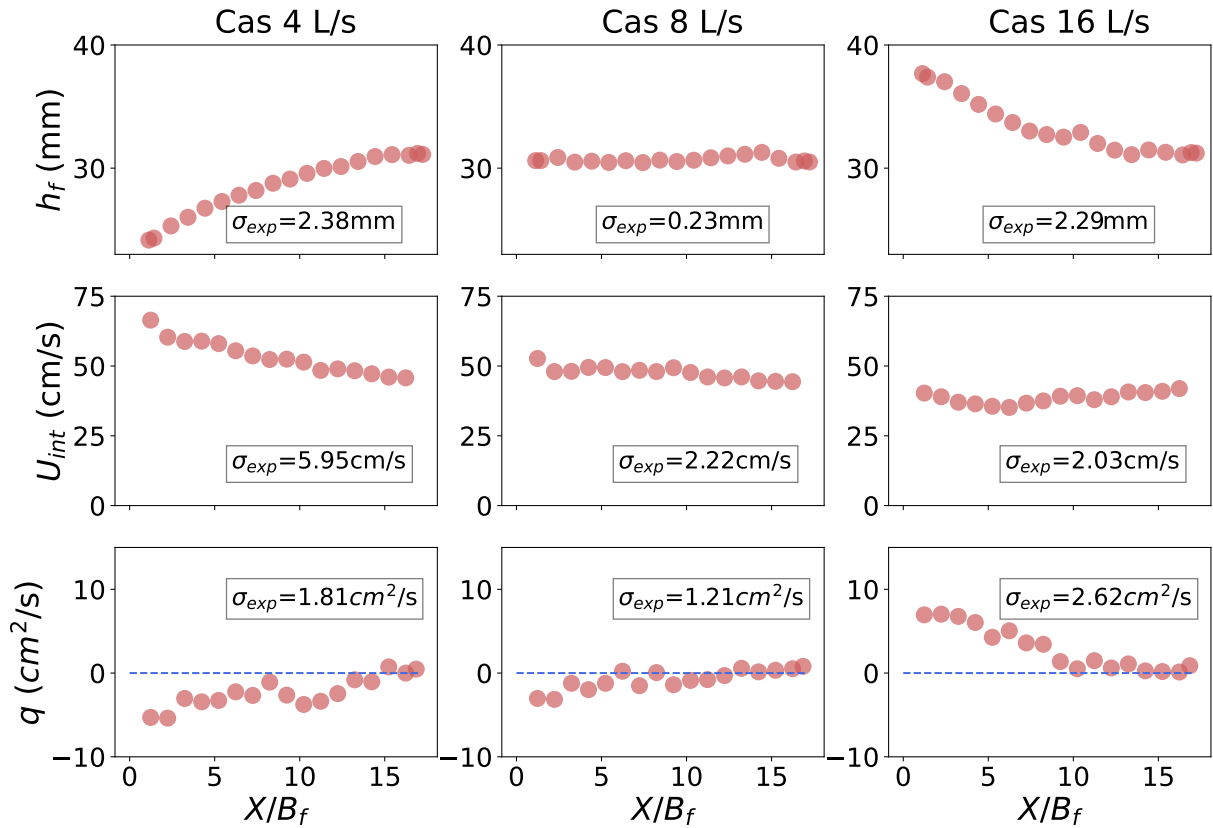 Cas 4 L/s
Cas 8 L/s
Cas 16 L/s
40
30
h_f (mm)
σ_exp=2.38mm
40
30
σ_exp=0.23mm
40
30
σ_exp=2.29mm
75
50
25
0
U_int (cm/s)
σ_exp=5.95cm/s
75
50
25
0
σ_exp=2.22cm/s
75
50
25
0
σ_exp=2.03cm/s
10
0
−10
q (cm²/s)
σ_exp=1.81cm²/s
0 5 10 15
X/B_f
10
0
−10
σ_exp=1.21cm²/s
0 5 10 15
X/B_f
10
0
−10
σ_exp=2.62cm²/s
0 5 10 15
X/B_f